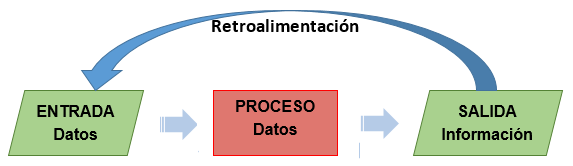 Retroalimentación
ENTRADA
Datos
PROCESO
Datos
SALIDA
Información